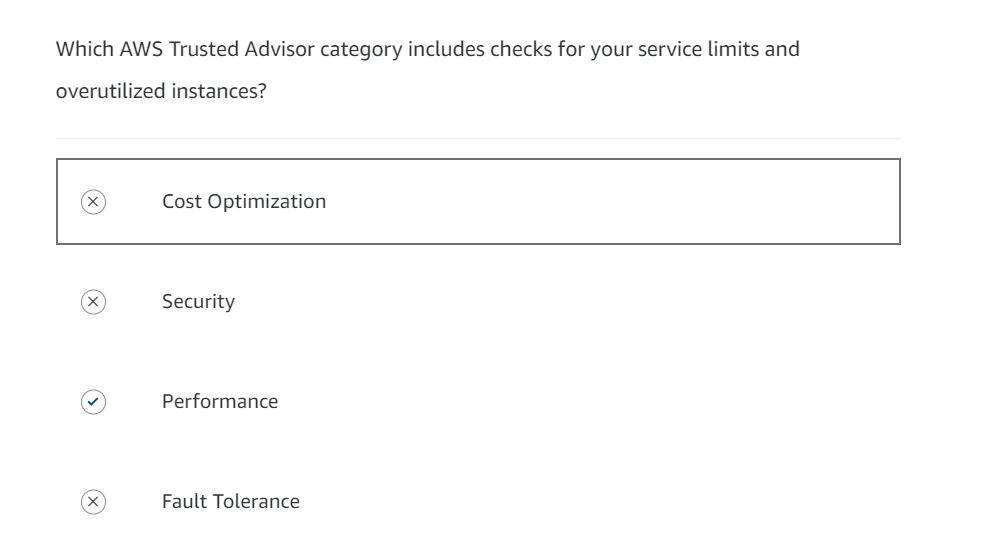 Which AWS Trusted Advisor category includes checks for your service limits and
overutilized instances?
Cost Optimization
Security
Performance
Fault Tolerance